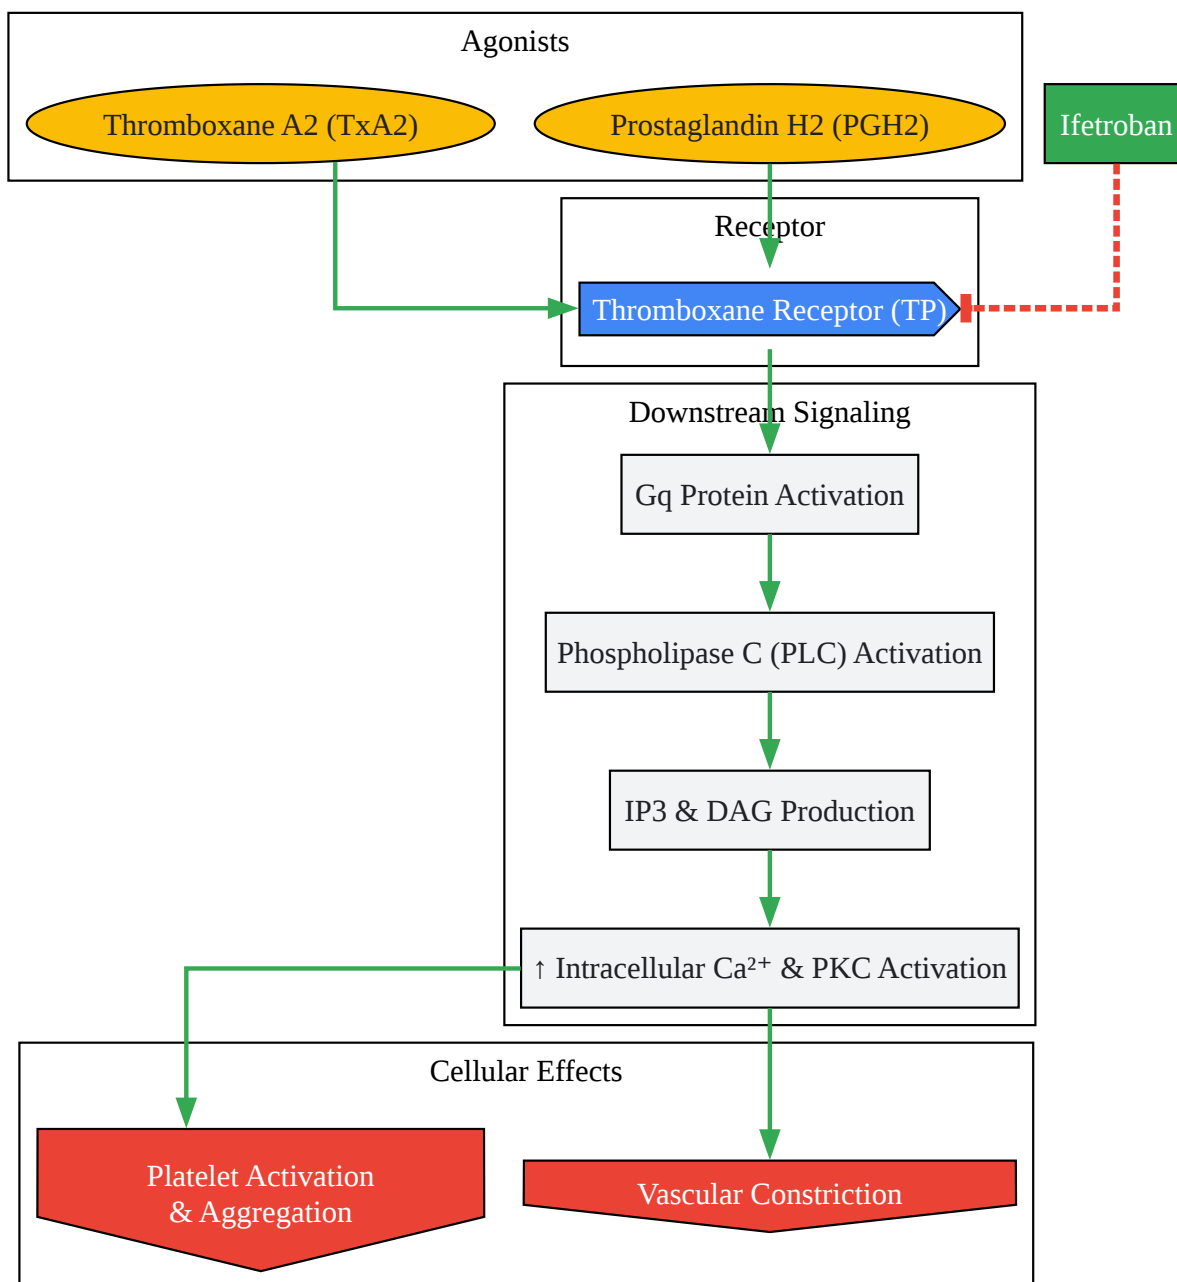 Agonists
Thromboxane A2 (TxA2)
Prostaglandin H2 (PGH2)
Ifetroban
Receptor
Thromboxane Receptor (TP)
Downstream Signaling
Gq Protein Activation
Phospholipase C (PLC) Activation
IP3 & DAG Production
↑ Intracellular Ca²⁺ & PKC Activation
Cellular Effects
Platelet Activation
& Aggregation
Vascular Constriction